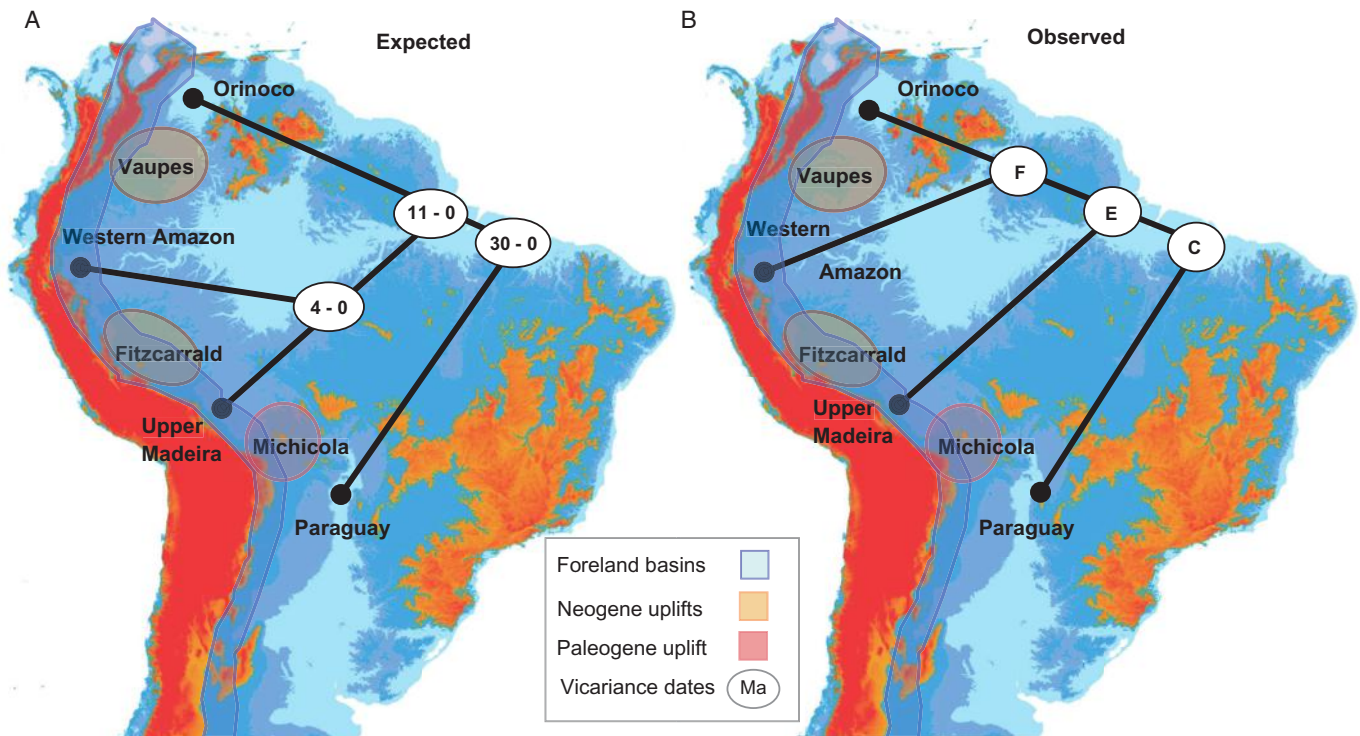 A
Expected
Orinoco
Vaupes
11 - 0
30 - 0
Western Amazon
4 - 0
Fitzcarrald
Upper
Madeira
Michicola
Paraguay
B
Observed
Orinoco
Vaupes
F
E
C
Western
Amazon
Fitzcarrald
Upper
Madeira
Michicola
Paraguay
Foreland basins
Neogene uplifts
Paleogene uplift
Vicariance dates Ma